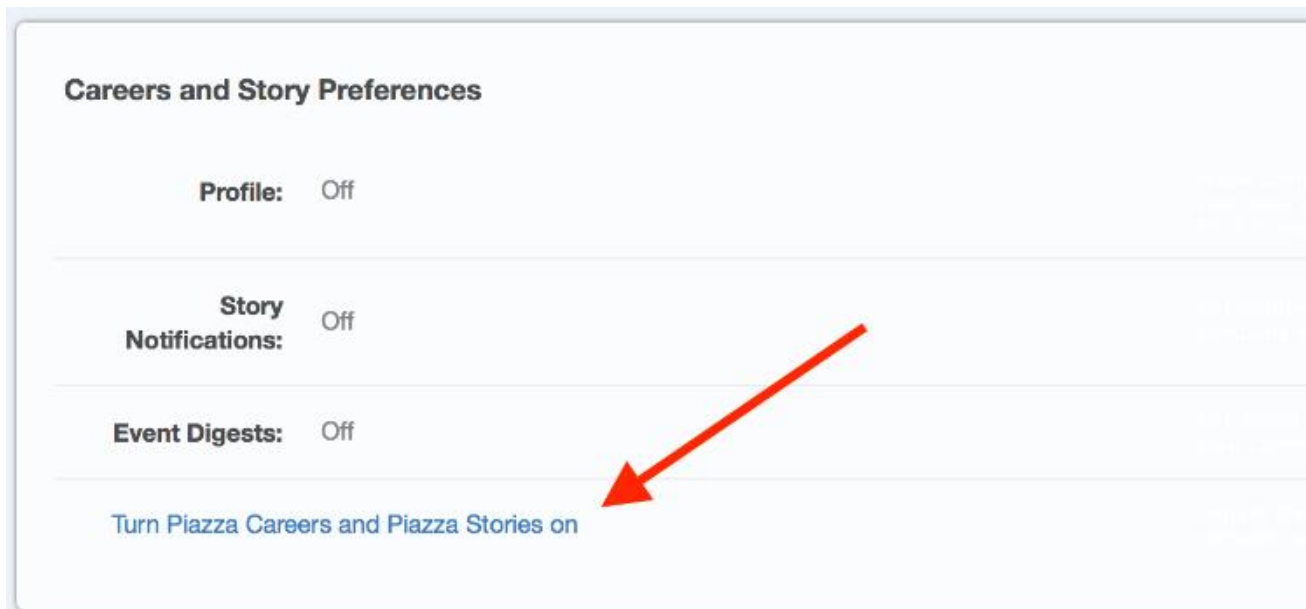 Careers and Story Preferences
Profile: Off
Story
Notifications: Off
Event Digests: Off
Turn Piazza Careers and Piazza Stories on